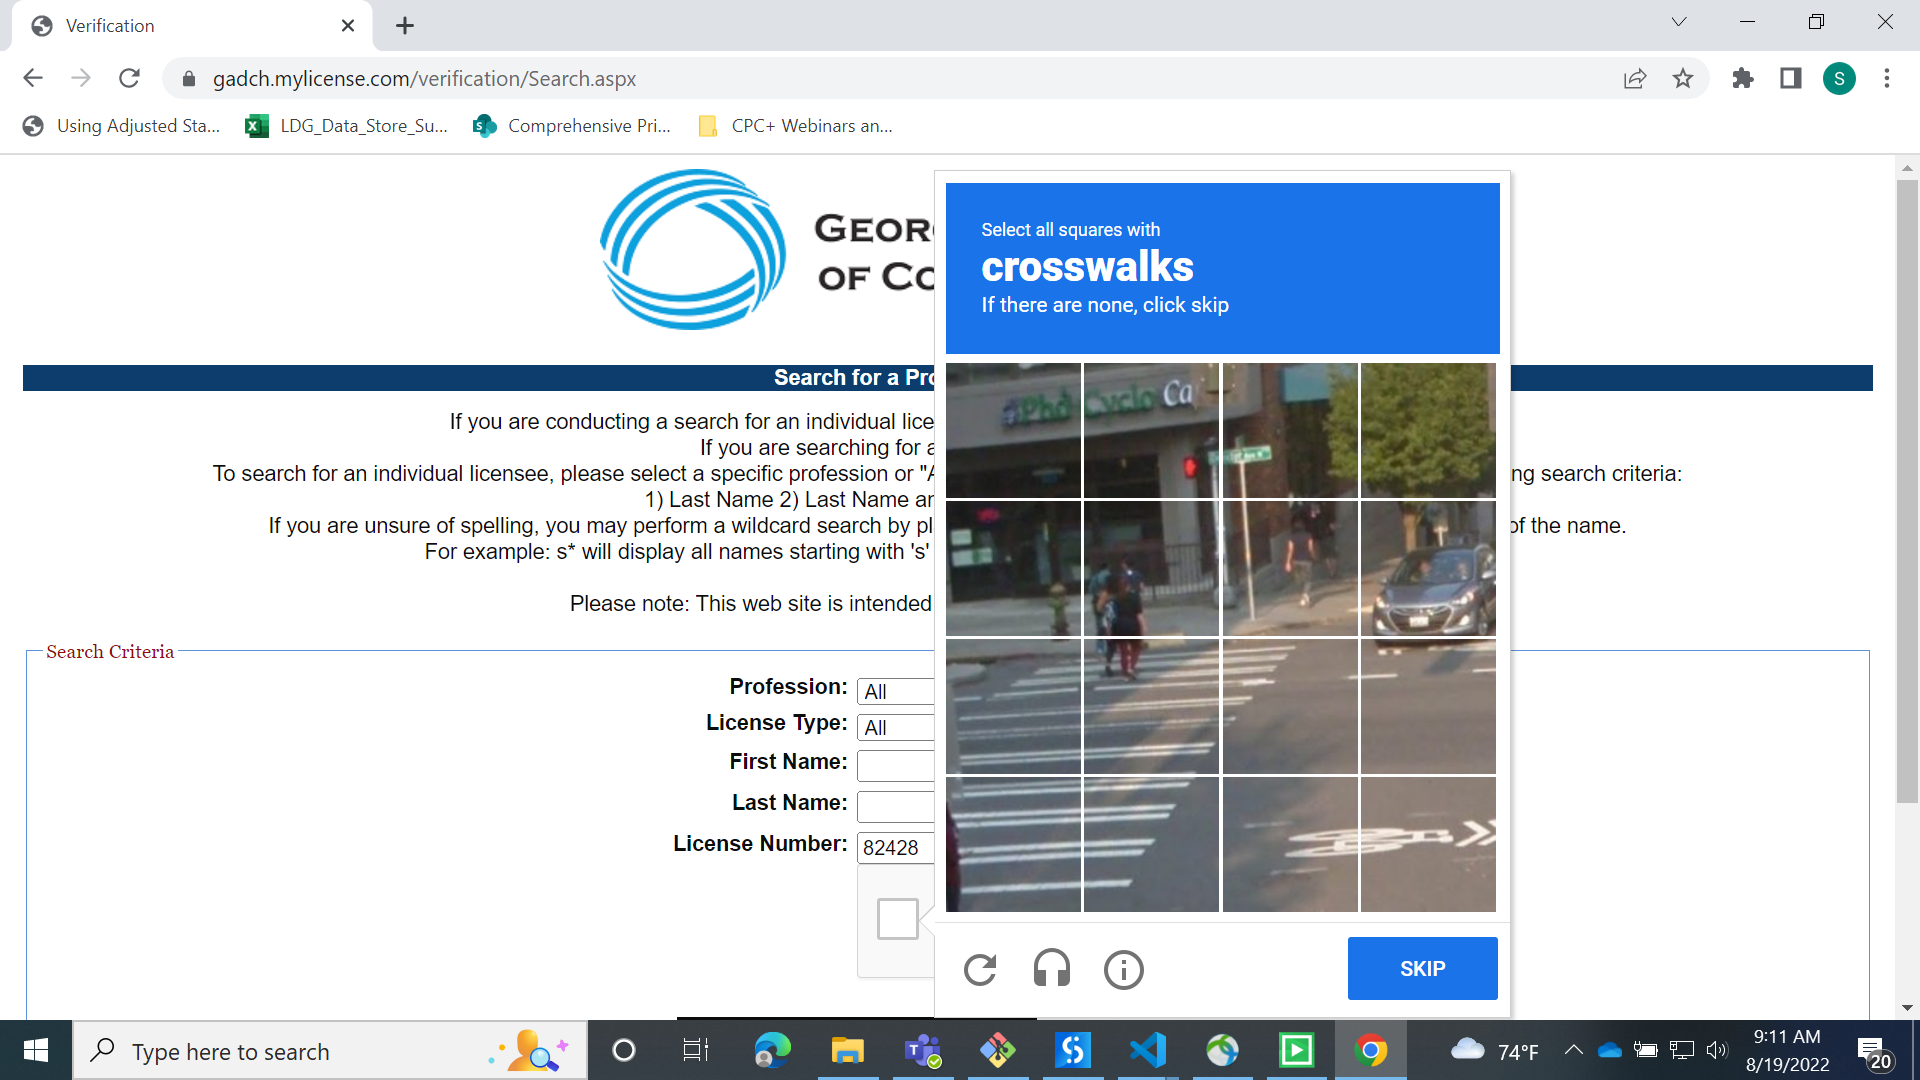 Verification
gadch.mylicense.com/verification/Search.aspx
S
Using Adjusted Sta...
LDG_Data_Store_Su...
Comprehensive Pri...
CPC+ Webinars an...
GEOR
OF CO
Select all squares with
crosswalks
If there are none, click skip
Search for a Pro
If you are conducting a search for an individual lice
If you are searching for a
To search for an individual licensee, please select a specific profession or "A
ng search criteria:
1) Last Name 2) Last Name an
If you are unsure of spelling, you may perform a wildcard search by pl
of the name.
For example: s* will display all names starting with 's'
Please note: This web site is intended
Pho Cyclo Ca
Search Criteria
Profession: All
License Type: All
First Name:
Last Name:
License Number: 82428
SKIP
Type here to search
74°F
9:11 AM
8/19/2022
20